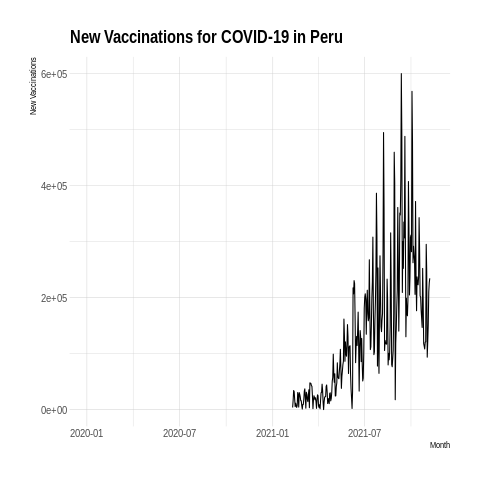 New Vaccinations for COVID-19 in Peru
New Vaccinations
6e+05
4e+05
2e+05
0e+00
2020-01 2020-07 2021-01 2021-07
Month